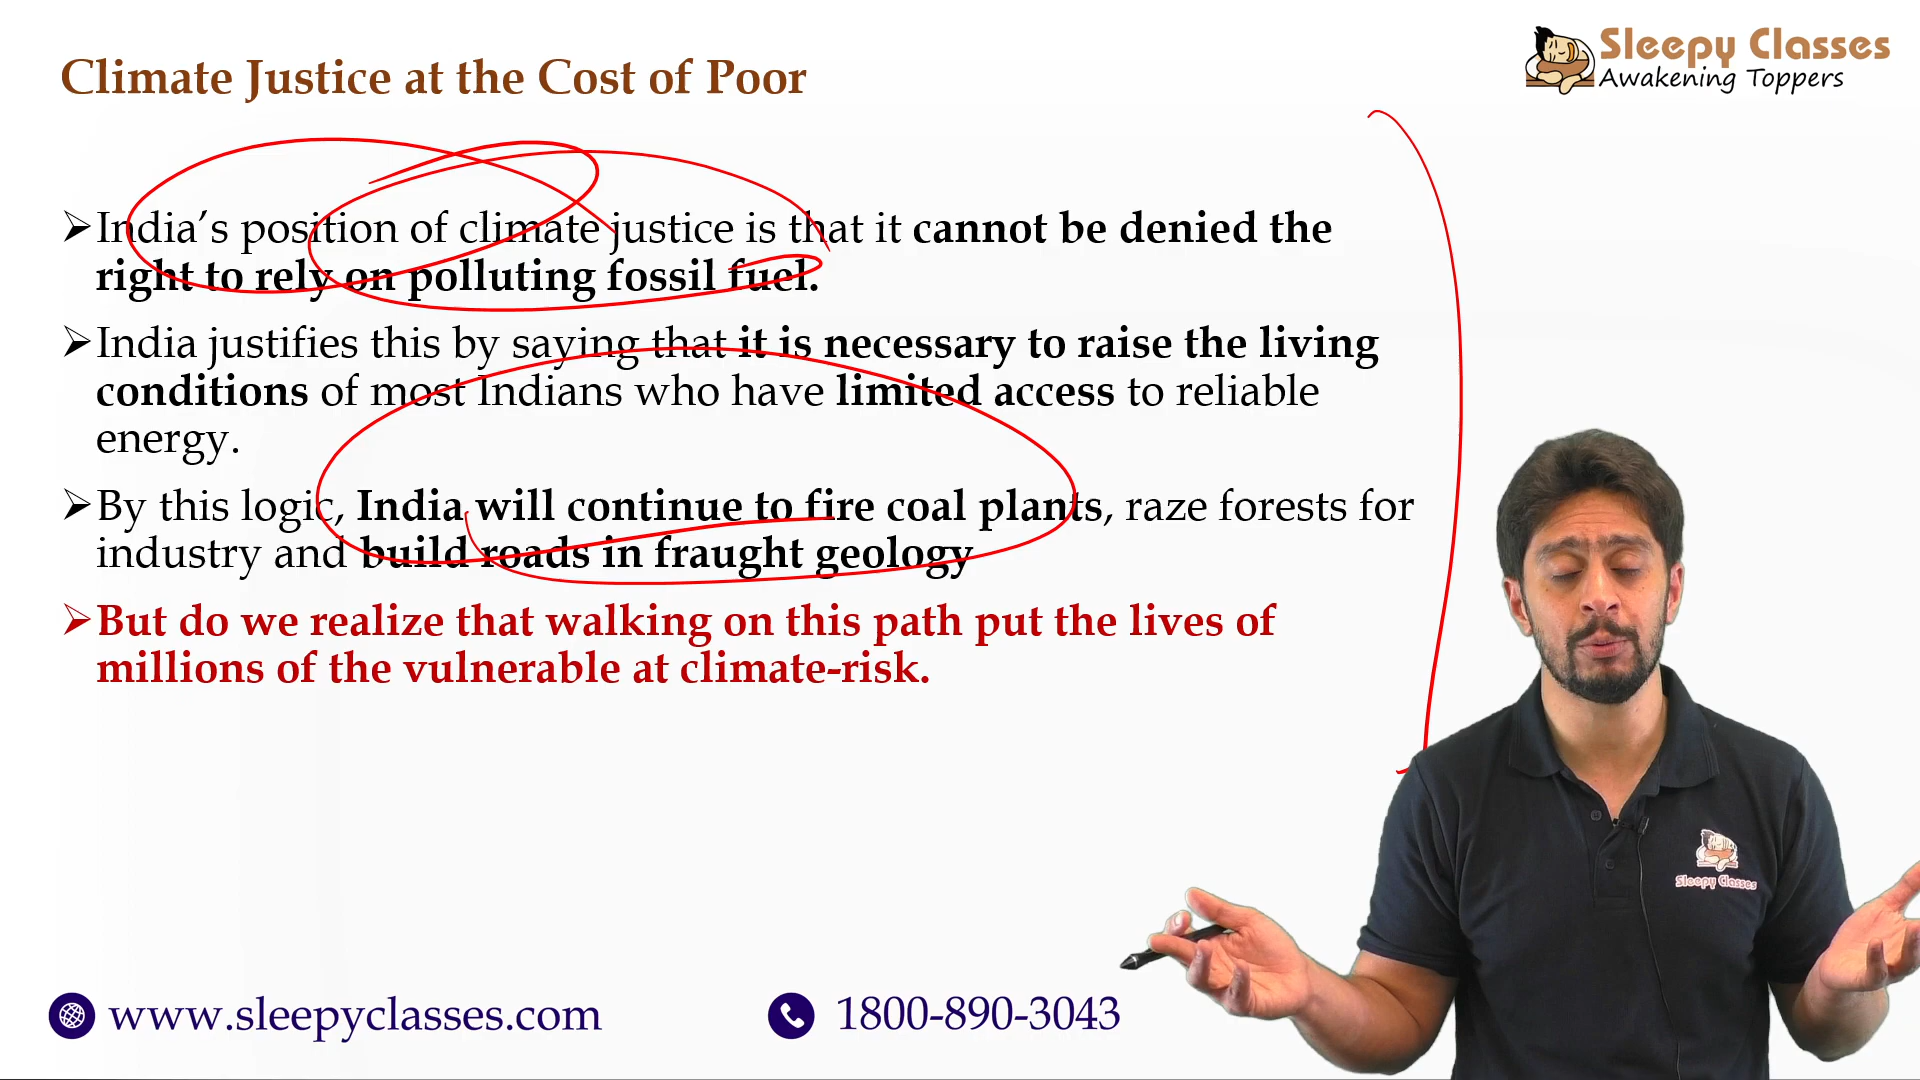 Climate Justice at the Cost of Poor
Sleepy Classes
Awakening Toppers
➢India’s position of climate justice is that it cannot be denied the
right to rely on polluting fossil fuel.
➢India justifies this by saying that it is necessary to raise the living
conditions of most Indians who have limited access to reliable
energy.
➢By this logic, India will continue to fire coal plants, raze forests for
industry and build roads in fraught geology
➢But do we realize that walking on this path put the lives of
millions of the vulnerable at climate-risk.
Sleepy Classes
www.sleepyclasses.com
1800-890-3043